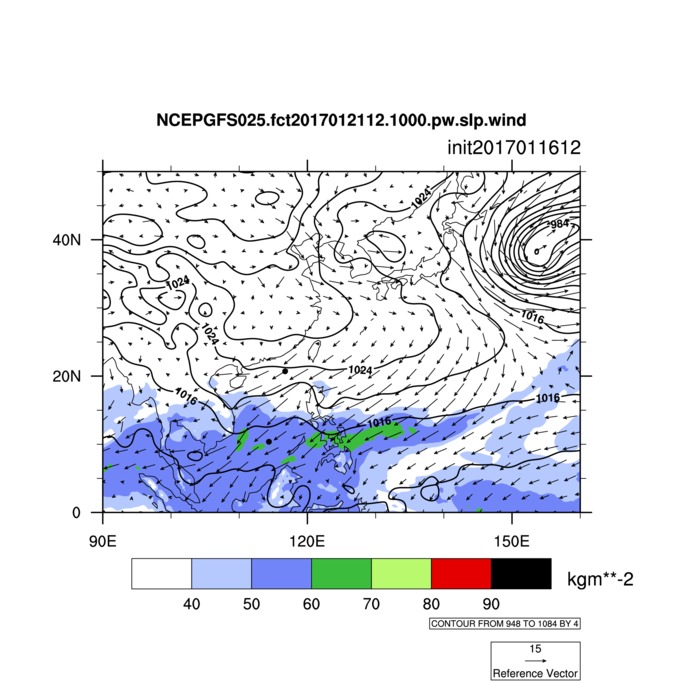 NCEPGFS025.fct2017012112.1000.pw.slp.wind
init2017011612
1024
984
40N
1024
1016
1024
1024
20N
1016
1016
1016
0
90E 120E 150E
kgm**-2
40 50 60 70 80 90
CONTOUR FROM 948 TO 1084 BY 4
15
Reference Vector